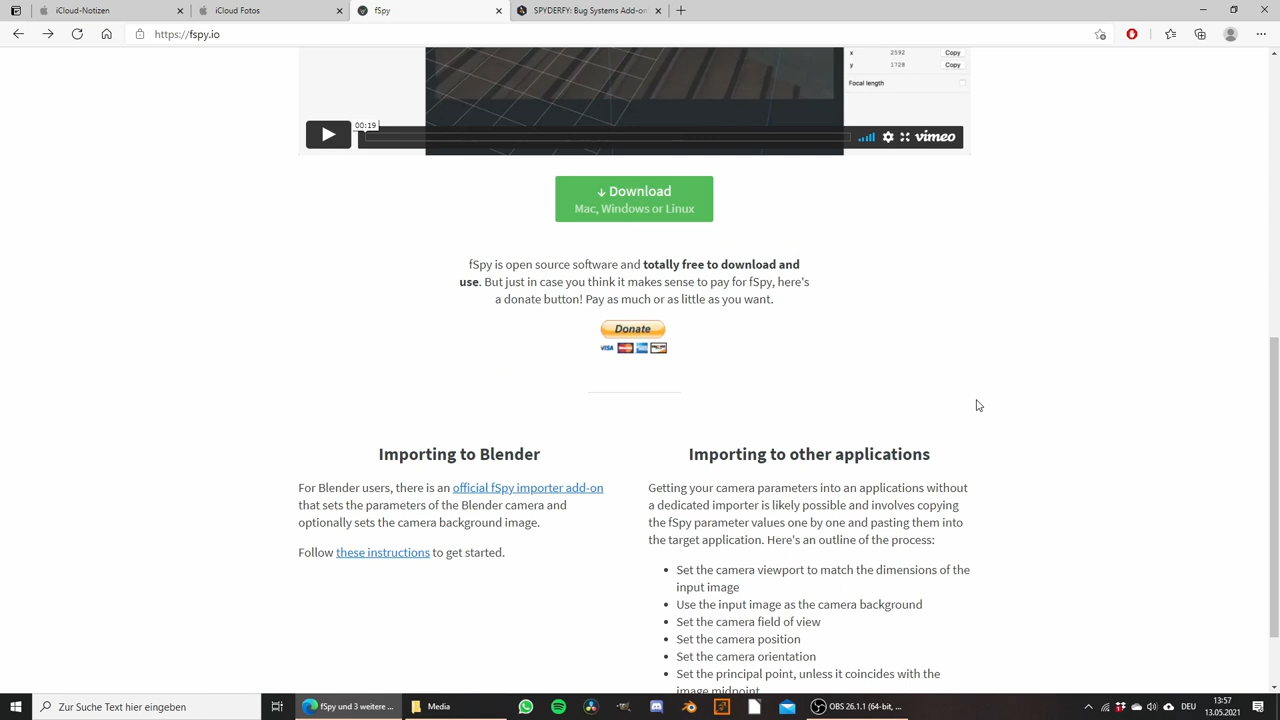 iCloud-Notizen
iCloud Fotos
fSpy
SPYDERFY: Bug Systems Add-on
https://fspy.io
x 2592 Copy
y 1728 Copy
Focal length
00:19
vimeo
↓ Download
Mac, Windows or Linux
fSpy is open source software and totally free to download and
use. But just in case you think it makes sense to pay for fSpy, here's
a donate button! Pay as much or as little as you want.
Donate
VISA
Importing to Blender
For Blender users, there is an official fSpy importer add-on
that sets the parameters of the Blender camera and
optionally sets the camera background image.
Follow these instructions to get started.
Importing to other applications
Getting your camera parameters into an applications without
a dedicated importer is likely possible and involves copying
the fSpy parameter values one by one and pasting them into
the target application. Here's an outline of the process:
• Set the camera viewport to match the dimensions of the
input image
• Use the input image as the camera background
• Set the camera field of view
• Set the camera position
• Set the camera orientation
• Set the principal point, unless it coincides with the
image midpoint
Zur Suche Text hier eingeben
fSpy und 3 weitere ...
Media
OBS 26.1.1 (64-bit, ...
DEU
13:57
13.05.2021